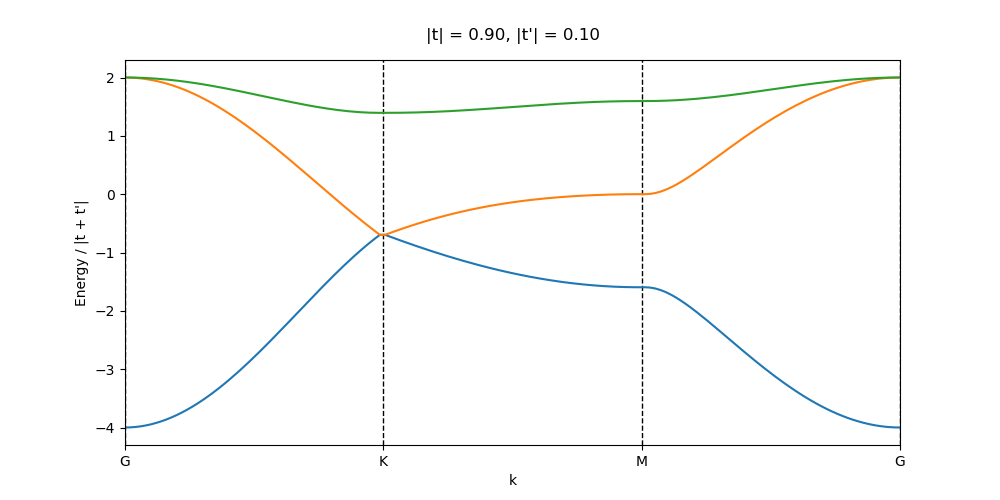 |t| = 0.90, |t'| = 0.10
Energy / |t + t'|
2
1
0
−1
−2
−3
−4
G
K
M
G
k